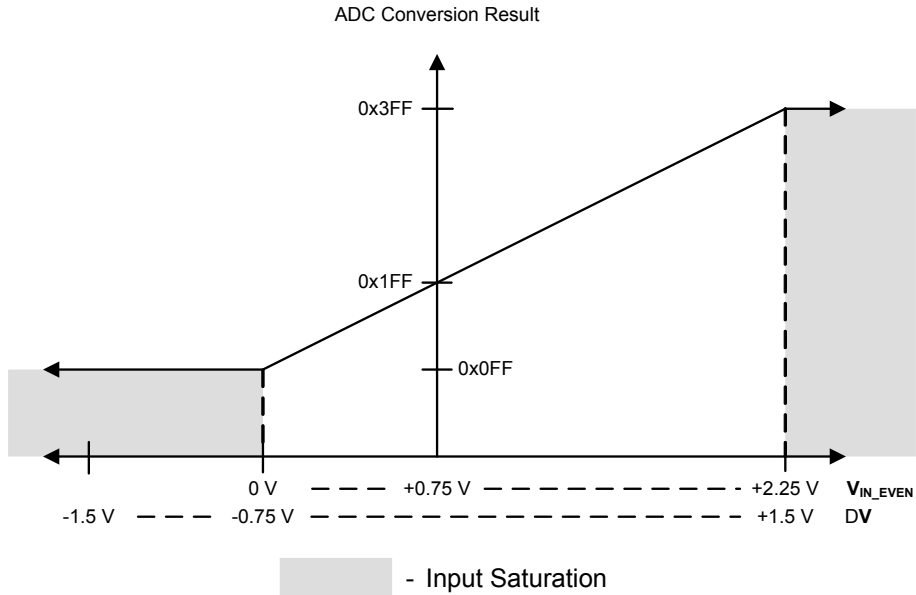 ADC Conversion Result
0x3FF
0x1FF
0x0FF
0 V +0.75 V +2.25 V VIN_EVEN
-1.5 V -0.75 V +1.5 V DV
- Input Saturation